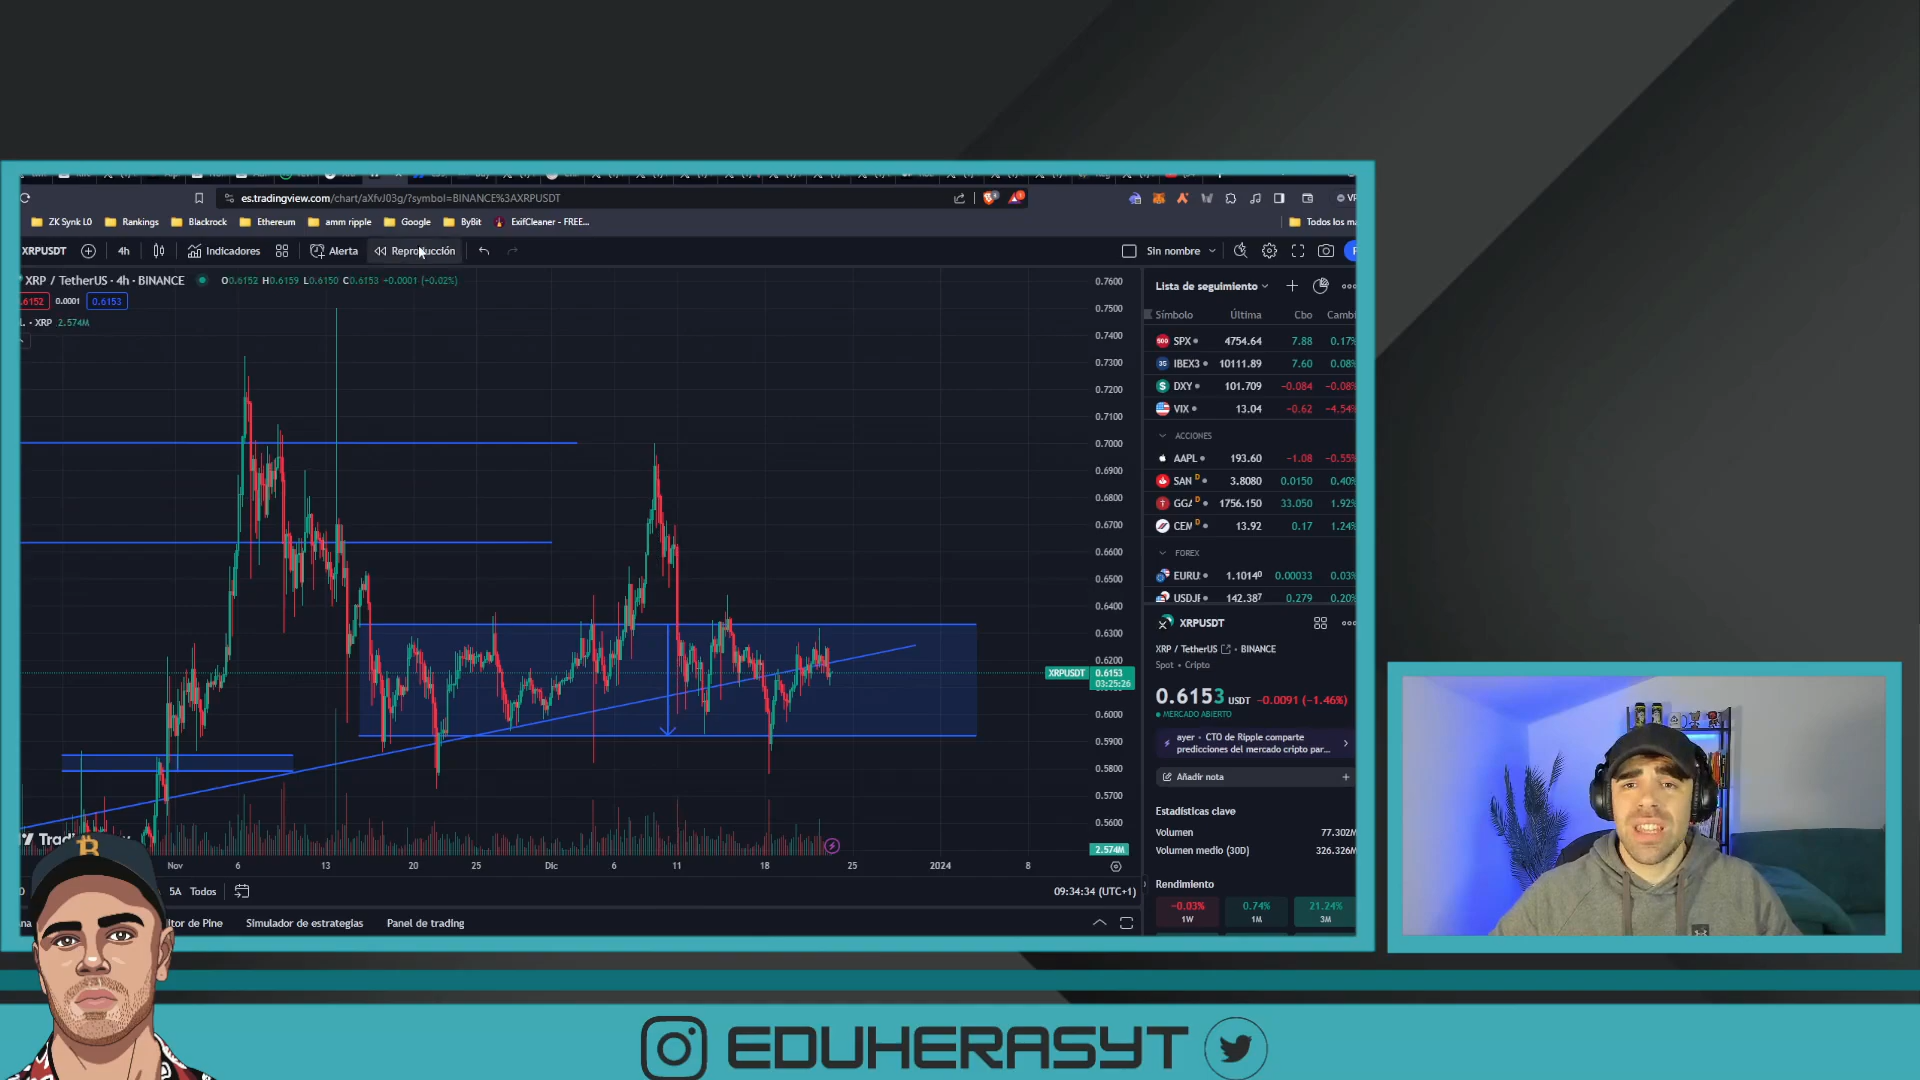 es.tradingview.com/chart/aXfvJ03g/?symbol=BINANCE%3AXRPUSDT
ZK Synk L0 Rankings Blackrock Ethereum amm ripple Google ByBit ExifCleaner - FREE... Todos los ma
XRPUSDT 4h Indicadores Alerta Reproducción Sin nombre
XRP / TetherUS · 4h · BINANCE O0.6152 H0.6159 L0.6150 C0.6153 -0.0001 (-0.02%)
.6152 0.0001 0.6153
· XRP 2.574M
0.7600
0.7500
0.7400
0.7300
0.7200
0.7100
0.7000
0.6900
0.6800
0.6700
0.6600
0.6500
0.6400
0.6300
0.6200
XRPUSDT 0.6153
03:25:26
0.6000
0.5900
0.5800
0.5700
0.5600
2.574M
Nov 6 13 20 25 Dic 6 11 18 25 2024 8
5A Todos 09:34:34 (UTC+1)
itor de Pine Simulador de estrategias Panel de trading
Lista de seguimiento
Símbolo Última Cbo Camb
SPX 4754.64 7.88 0.17%
IBEX3 10111.89 7.60 0.08%
DXY 101.709 -0.084 -0.08%
VIX 13.04 -0.62 -4.54%
ACCIONES
AAPL 193.60 -1.08 -0.55%
SAN D 3.8080 0.0150 0.40%
GGA D 1756.150 33.050 1.92%
CEM D 13.92 0.17 1.24%
FOREX
EURU 1.1014⁰ 0.00033 0.03%
USDJF 142.38⁷ 0.279 0.20%
XRPUSDT
XRP / TetherUS · BINANCE
Spot · Cripto
0.6153 USDT -0.0091 (-1.46%)
MERCADO ABIERTO
ayer · CTO de Ripple comparte
predicciones del mercado cripto par...
Añadir nota
Estadísticas clave
Volumen 77.302M
Volumen medio (30D) 326.326M
Rendimiento
-0.03% 0.74% 21.24%
1W 1M 3M
EDUHERASYT